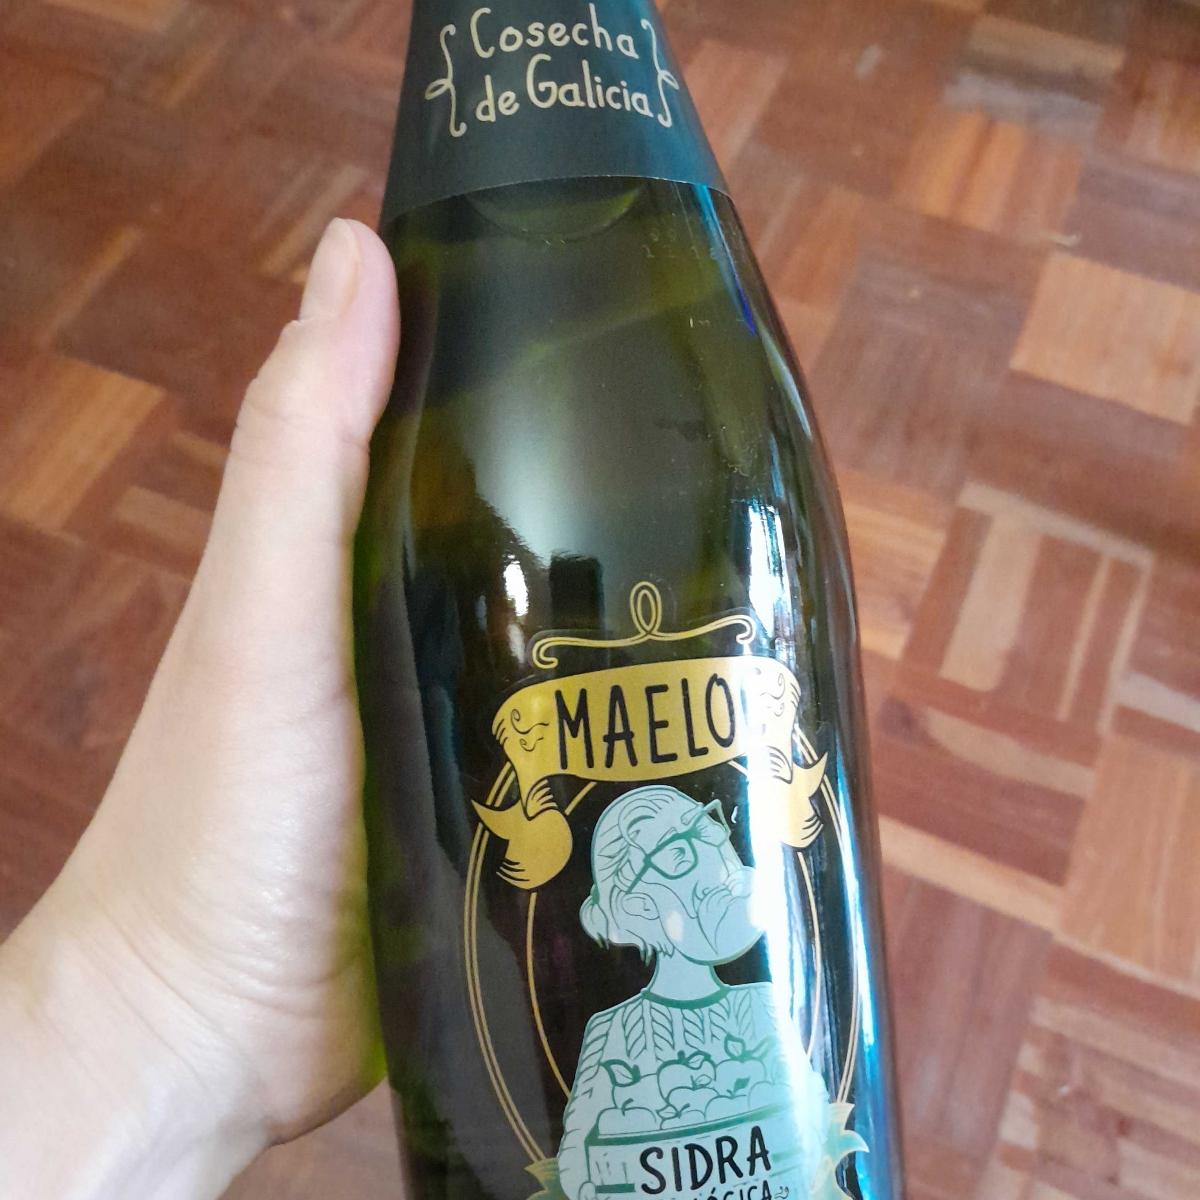 Cosecha
de Galicia
MAELO
SIDRA